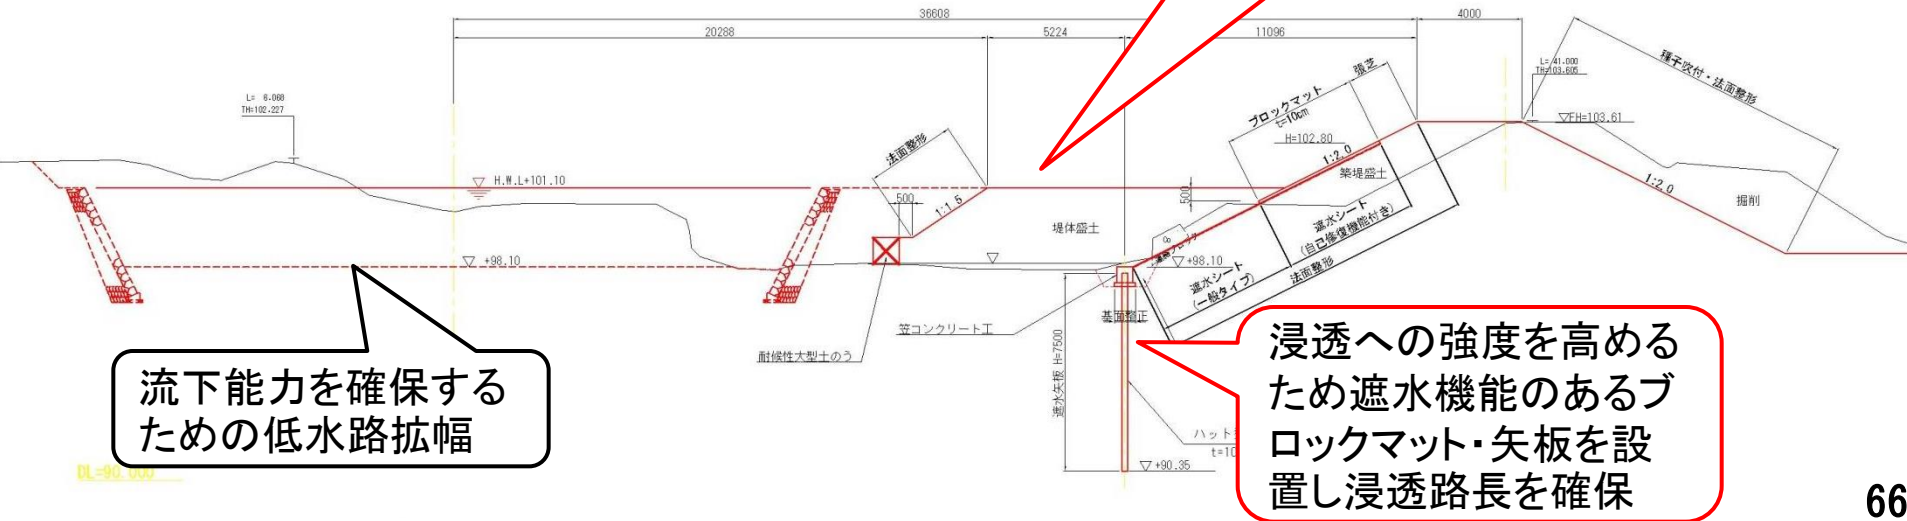 36608
4000
20288
5224
11096
L= 6.068
TH=102.227
法面整形
500
1:1.5
H.W.L+101.10
+98.10
堤体盛土
500
張芝
ブロックマット
t=10cm
H=102.80
1:2.0
築堤盛土
L= 41.000
TH=103.605
種子吹付・法面整形
FH=103.61
1:2.0
掘削
遮水シート
(自己修復機能付き)
+98.10
遮水シート
(一般タイプ)
法面整形
基面整正
笠コンクリート工
耐候性大型土のう
遮水矢板 H=7500
ハット
t=10
+90.35
流下能力を確保する
ための低水路拡幅
浸透への強度を高める
ため遮水機能のあるブ
ロックマット・矢板を設
置し浸透路長を確保
DL=90.000
66